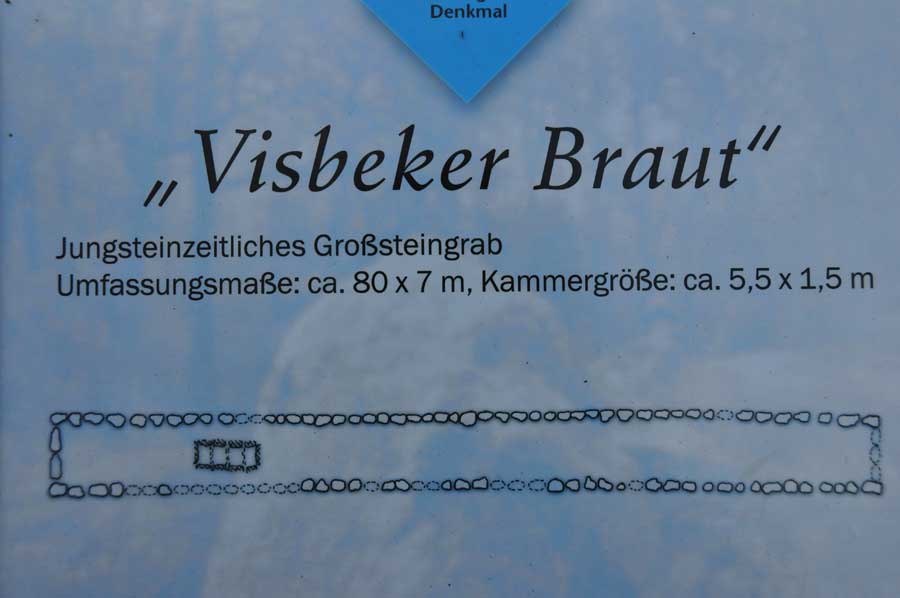 Denkmal
„Visbeker Braut“
Jungsteinzeitliches Großsteingrab
Umfassungsmaße: ca. 80 x 7 m, Kammergröße: ca. 5,5 x 1,5 m